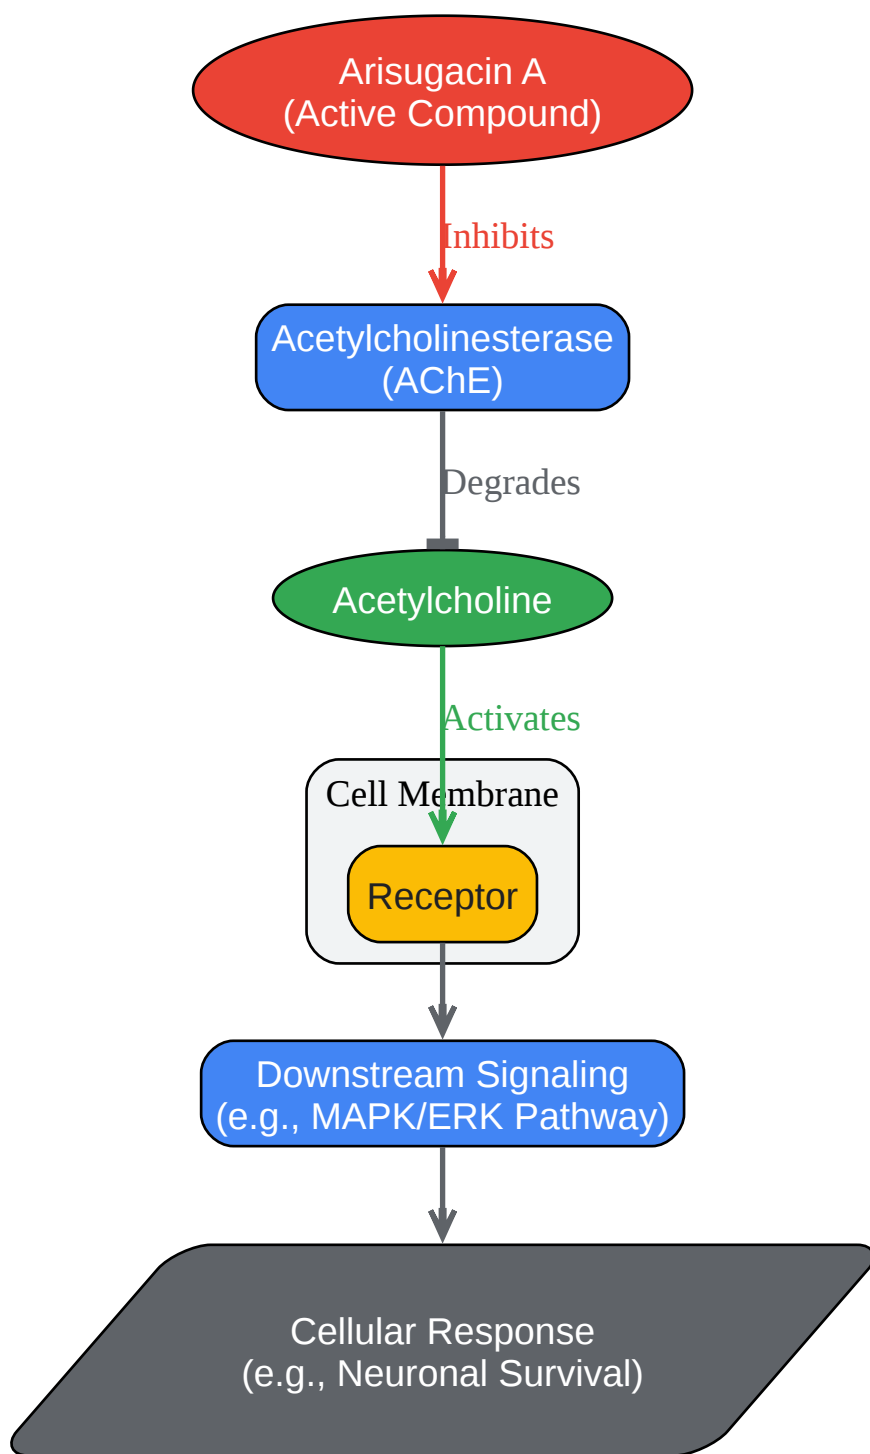 Arisugacin A
(Active Compound)
Inhibits
Acetylcholinesterase
(AChE)
Degrades
Acetylcholine
Activates
Cell Membrane
Receptor
Downstream Signaling
(e.g., MAPK/ERK Pathway)
Cellular Response
(e.g., Neuronal Survival)